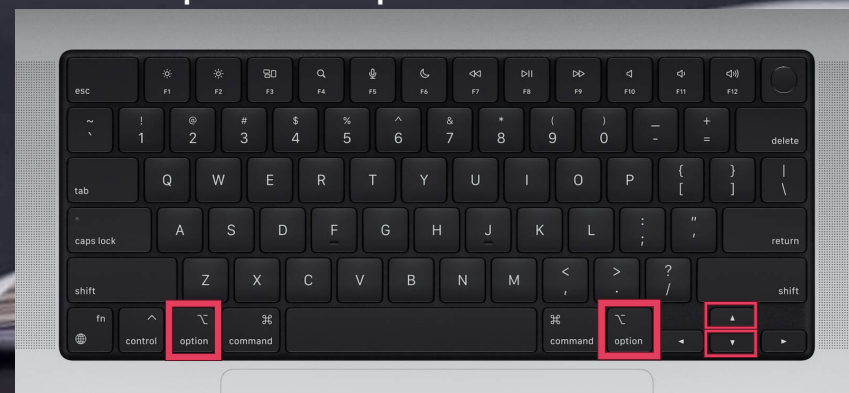 esc F1 F2 F3 F4 F5 F6 F7 F8 F9 F10 F11 F12
~ ` ! 1 @ 2 # 3 $ 4 % 5 ^ 6 & 7 * 8 ( 9 ) 0 _ - + = delete
tab Q W E R T Y U I O P { [ } ] | \
caps lock A S D F G H J K L : ; " ' return
shift Z X C V B N M < , > . ? / shift
fn control ⌥ option ⌘ command ⌘ command ⌥ option